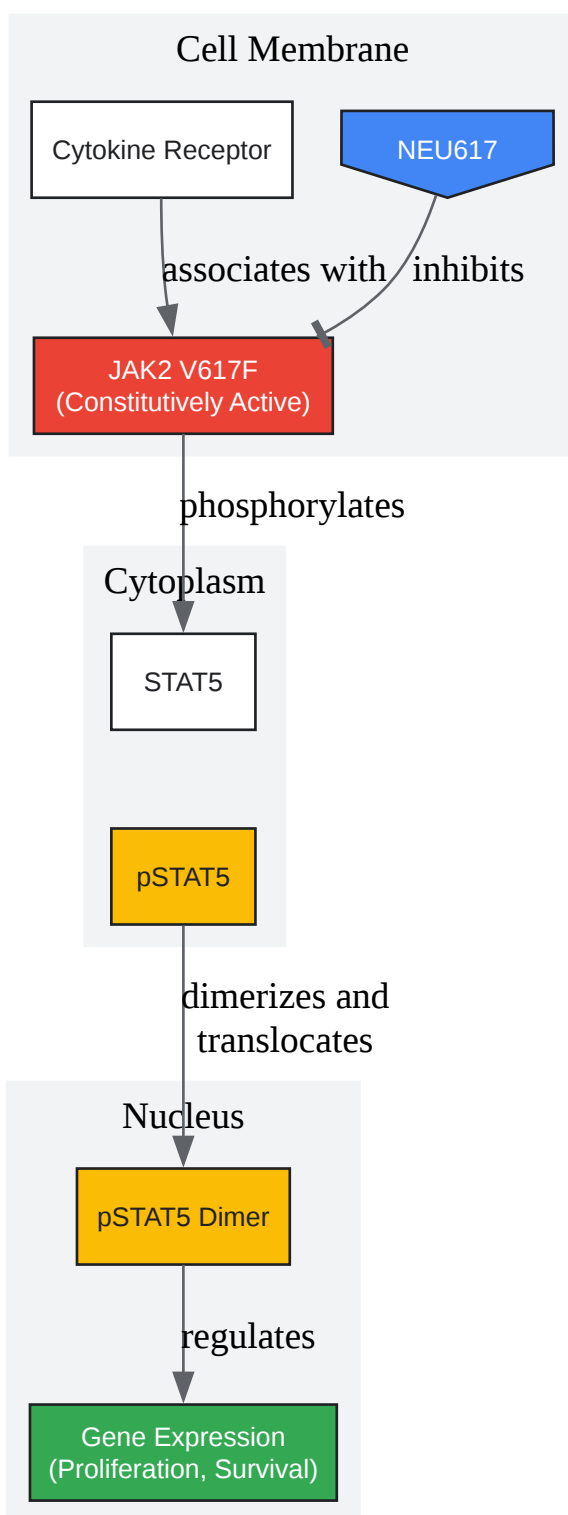 Cell Membrane
Cytokine Receptor
NEU617
associates with
inhibits
JAK2 V617F
(Constitutively Active)
phosphorylates
Cytoplasm
STAT5
pSTAT5
dimerizes and
translocates
Nucleus
pSTAT5 Dimer
regulates
Gene Expression
(Proliferation, Survival)